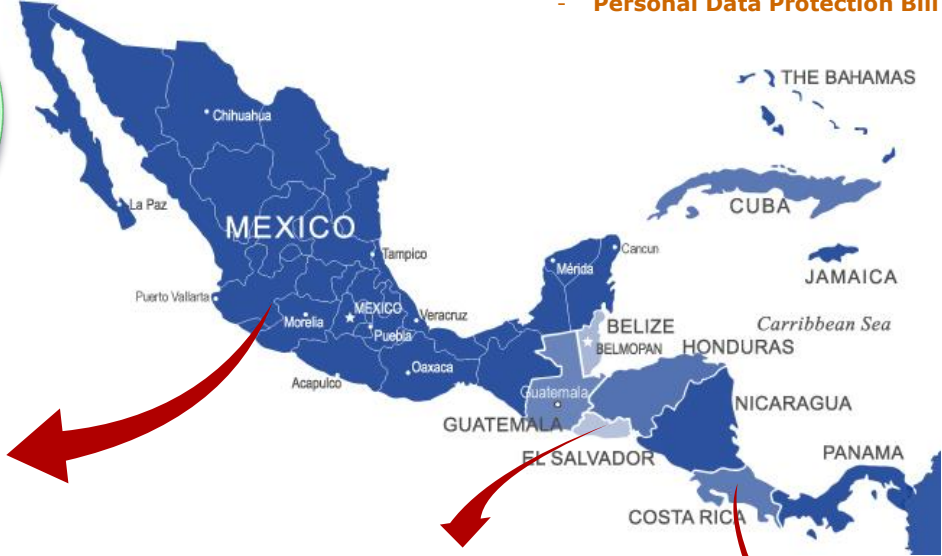 - Personal Data Protection Bill
THE BAHAMAS
Chihuahua
CUBA
La Paz
MEXICO
Cancun
Tampico
Mérida
JAMAICA
Puerto Vallarta
MEXICO
Veracruz
Morelia
Puebla
BELIZE
Carribbean Sea
BELMOPAN
HONDURAS
Oaxaca
Acapulco
Guatemala
NICARAGUA
GUATEMALA
EL SALVADOR
PANAMA
COSTA RICA